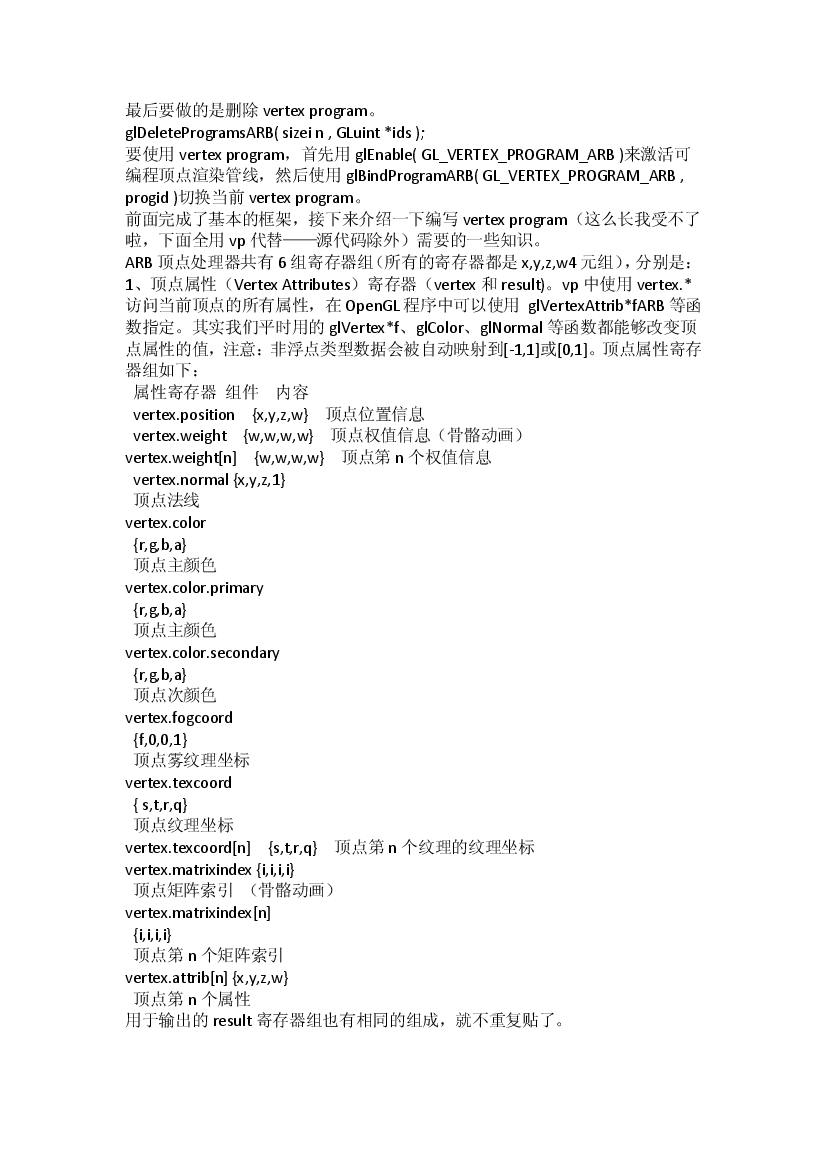 最后要做的是删除 vertex program。
glDeleteProgramsARB( sizei n , GLuint *ids );
要使用 vertex program，首先用 glEnable( GL_VERTEX_PROGRAM_ARB )来激活可
编程顶点渲染管线，然后使用 glBindProgramARB( GL_VERTEX_PROGRAM_ARB ,
progid )切换当前 vertex program。
前面完成了基本的框架，接下来介绍一下编写 vertex program（这么长我受不了
啦，下面全用 vp 代替——源代码除外）需要的一些知识。
ARB 顶点处理器共有 6 组寄存器组（所有的寄存器都是 x,y,z,w4 元组），分别是：
1、顶点属性（Vertex Attributes）寄存器（vertex 和 result)。vp 中使用 vertex.*
访问当前顶点的所有属性，在 OpenGL 程序中可以使用 glVertexAttrib*fARB 等函
数指定。其实我们平时用的 glVertex*f、glColor、glNormal 等函数都能够改变顶
点属性的值，注意：非浮点类型数据会被自动映射到[-1,1]或[0,1]。顶点属性寄存
器组如下：
属性寄存器 组件 内容
vertex.position {x,y,z,w} 顶点位置信息
vertex.weight {w,w,w,w} 顶点权值信息（骨骼动画）
vertex.weight[n] {w,w,w,w} 顶点第 n 个权值信息
vertex.normal {x,y,z,1}
顶点法线
vertex.color
{r,g,b,a}
顶点主颜色
vertex.color.primary
{r,g,b,a}
顶点主颜色
vertex.color.secondary
{r,g,b,a}
顶点次颜色
vertex.fogcoord
{f,0,0,1}
顶点雾纹理坐标
vertex.texcoord
{ s,t,r,q}
顶点纹理坐标
vertex.texcoord[n] {s,t,r,q} 顶点第 n 个纹理的纹理坐标
vertex.matrixindex {i,i,i,i}
顶点矩阵索引 （骨骼动画）
vertex.matrixindex[n]
{i,i,i,i}
顶点第 n 个矩阵索引
vertex.attrib[n] {x,y,z,w}
顶点第 n 个属性
用于输出的 result 寄存器组也有相同的组成，就不重复贴了。